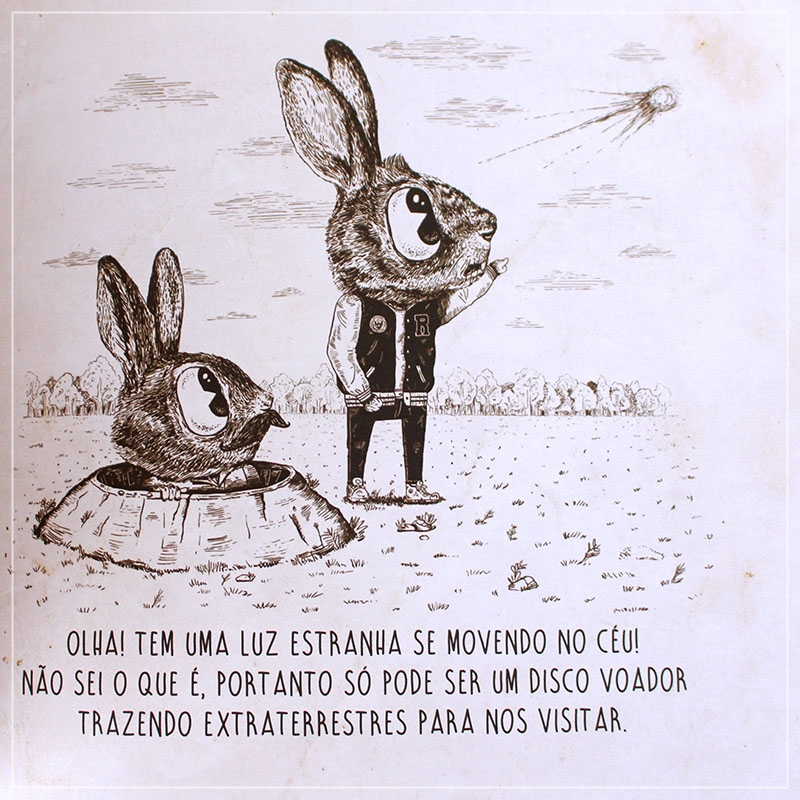 R
OLHA! TEM UMA LUZ ESTRANHA SE MOVENDO NO CÉU!
NÃO SEI O QUE É, PORTANTO SÓ PODE SER UM DISCO VOADOR
TRAZENDO EXTRATERRESTRES PARA NOS VISITAR.